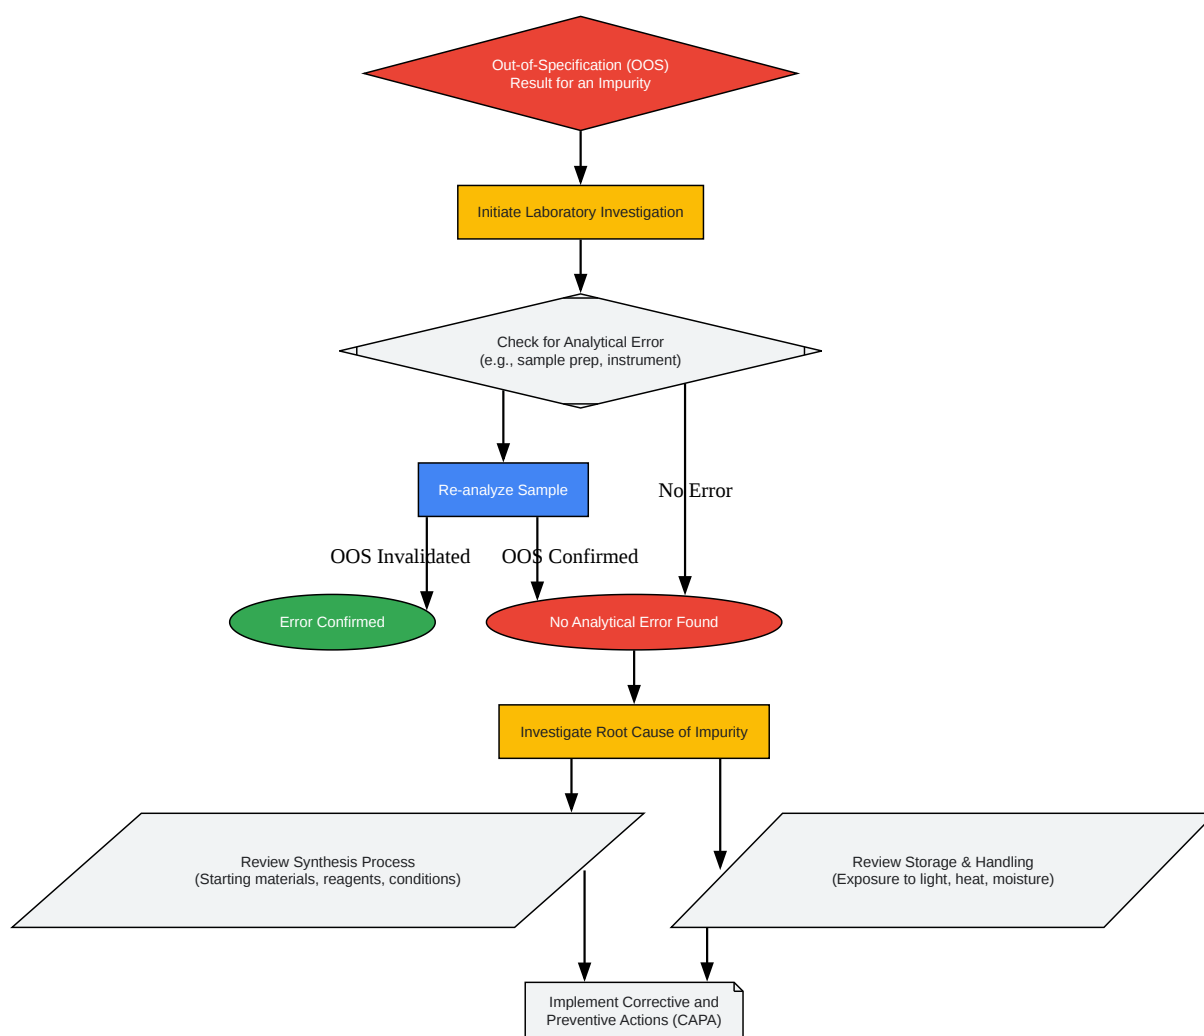 Out-of-Specification (OOS)
Result for an Impurity
Initiate Laboratory Investigation
Check for Analytical Error
(e.g., sample prep, instrument)
Re-analyze Sample
No Error
OOS Invalidated
OOS Confirmed
Error Confirmed
No Analytical Error Found
Investigate Root Cause of Impurity
Review Synthesis Process
(Starting materials, reagents, conditions)
Review Storage & Handling
(Exposure to light, heat, moisture)
Implement Corrective and
Preventive Actions (CAPA)